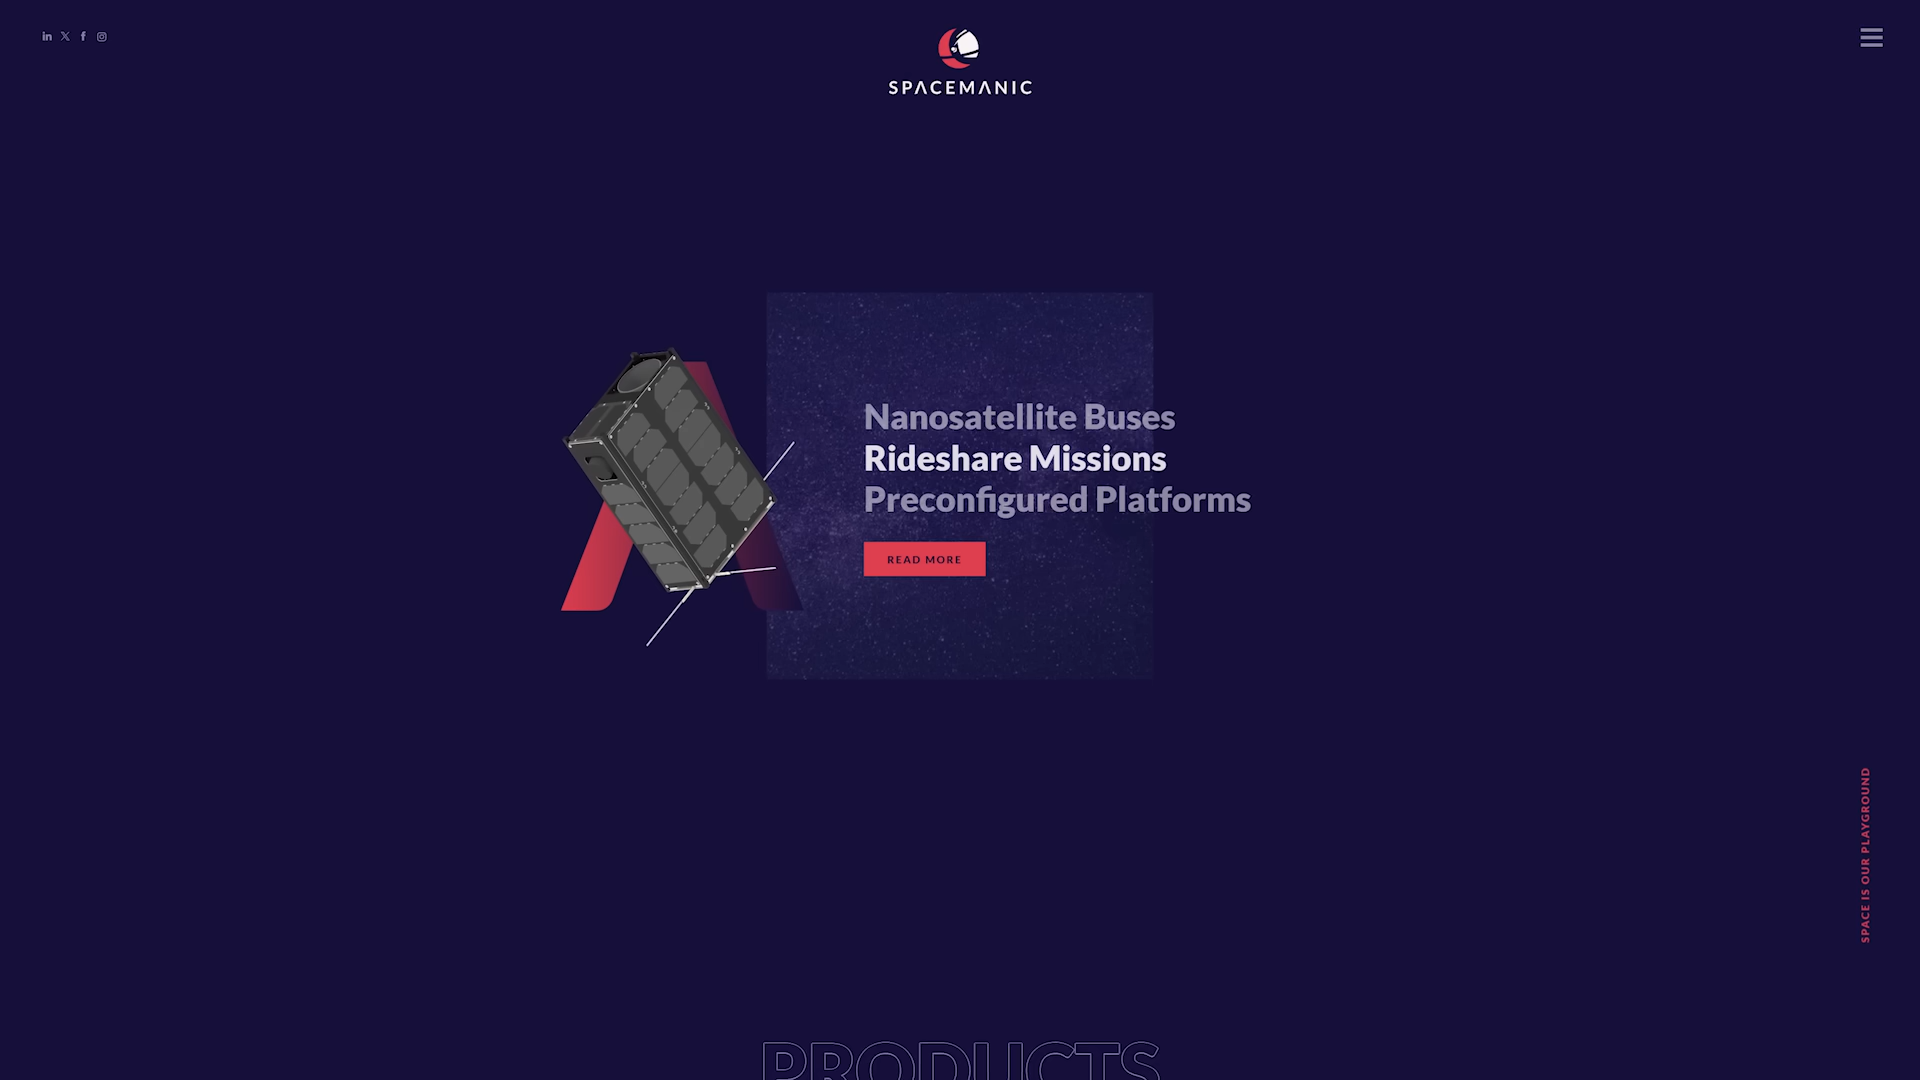 SPACEMANIC
Nanosatellite Buses
Rideshare Missions
Preconfigured Platforms
READ MORE
SPACE IS OUR PLAYGROUND
PRODUCTS